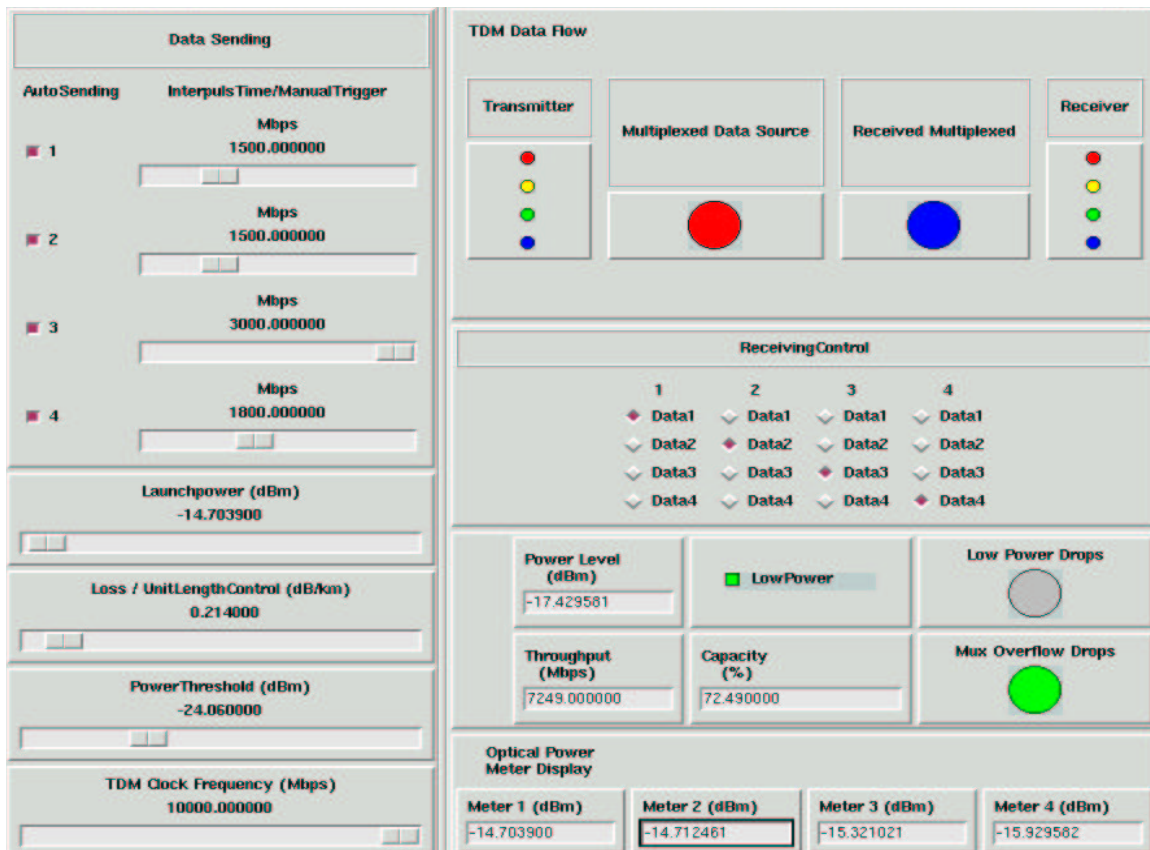 Data Sending
AutoSending InterpulsTime/ManualTrigger
Mbps
1 1500.000000
Mbps
2 1500.000000
Mbps
3 3000.000000
Mbps
4 1800.000000
Launchpower (dBm)
-14.703900
Loss / UnitLengthControl (dB/km)
0.214000
PowerThreshold (dBm)
-24.060000
TDM Clock Frequency (Mbps)
10000.000000
TDM Data Flow
Transmitter
Multiplexed Data Source
Received Multiplexed
Receiver
ReceivingControl
1 2 3 4
Data1 Data1 Data1 Data1
Data2 Data2 Data2 Data2
Data3 Data3 Data3 Data3
Data4 Data4 Data4 Data4
Power Level
(dBm)
-17.429581
LowPower
Low Power Drops
Throughput
(Mbps)
7249.000000
Capacity
(%)
72.490000
Mux Overflow Drops
Optical Power
Meter Display
Meter 1 (dBm)
-14.703900
Meter 2 (dBm)
-14.712461
Meter 3 (dBm)
-15.321021
Meter 4 (dBm)
-15.929582